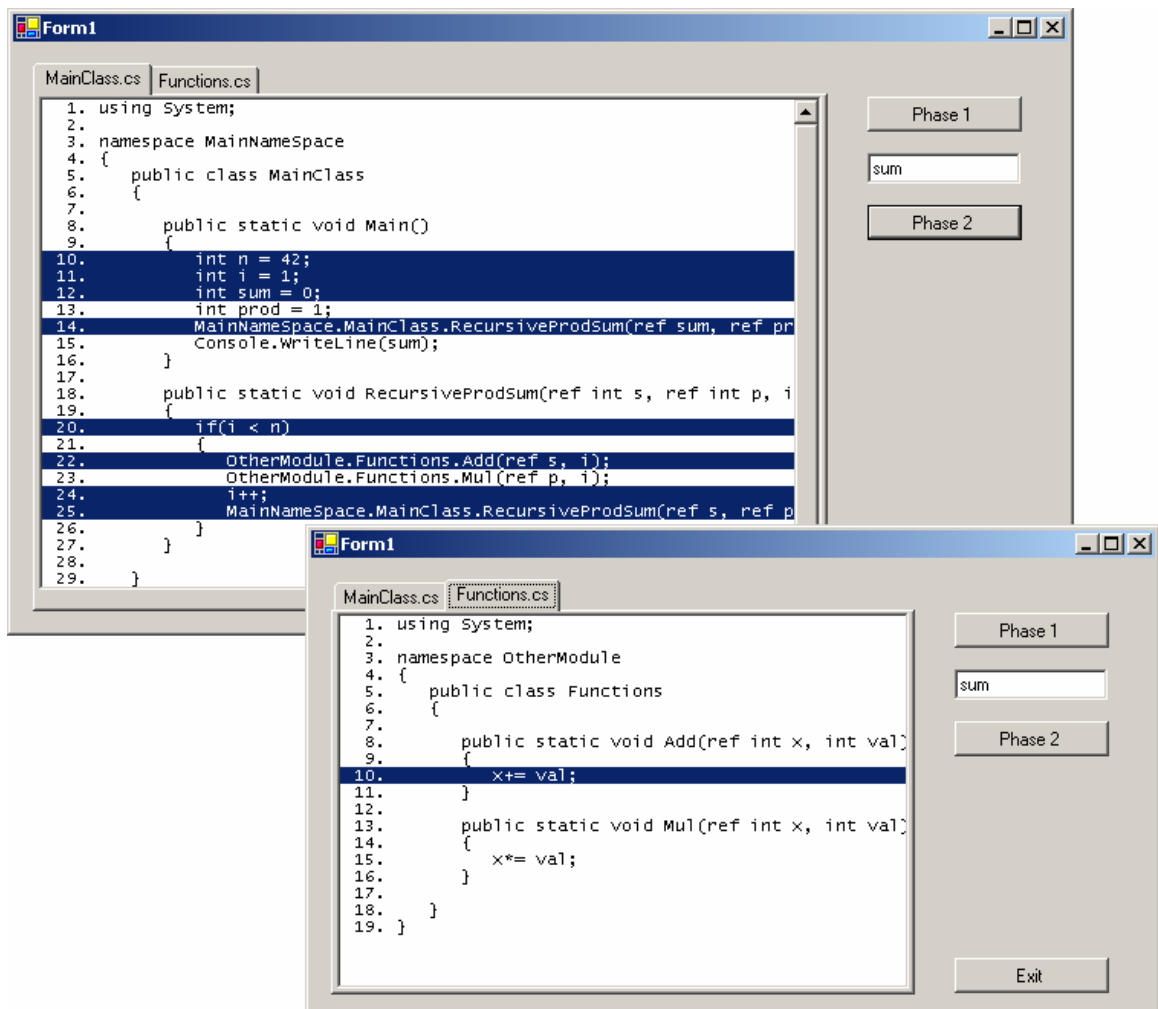 Form1
MainClass.cs Functions.cs
1. using System;
2.
3. namespace MainNameSpace
4. {
5. public class MainClass
6. {
7.
8. public static void Main()
9. {
10. int n = 42;
11. int i = 1;
12. int sum = 0;
13. int prod = 1;
14. MainNameSpace.MainClass.RecursiveProdSum(ref sum, ref pr
15. Console.WriteLine(sum);
16. }
17.
18. public static void RecursiveProdSum(ref int s, ref int p, i
19. {
20. if(i < n)
21. {
22. OtherModule.Functions.Add(ref s, i);
23. OtherModule.Functions.Mul(ref p, i);
24. i++;
25. MainNameSpace.MainClass.RecursiveProdSum(ref s, ref p
26. }
27. }
28.
29. }
Phase 1
sum
Phase 2
Form1
MainClass.cs Functions.cs
1. using System;
2.
3. namespace OtherModule
4. {
5. public class Functions
6. {
7.
8. public static void Add(ref int x, int val)
9. {
10. x+= val;
11. }
12.
13. public static void Mul(ref int x, int val)
14. {
15. x*= val;
16. }
17.
18. }
19. }
Phase 1
sum
Phase 2
Exit